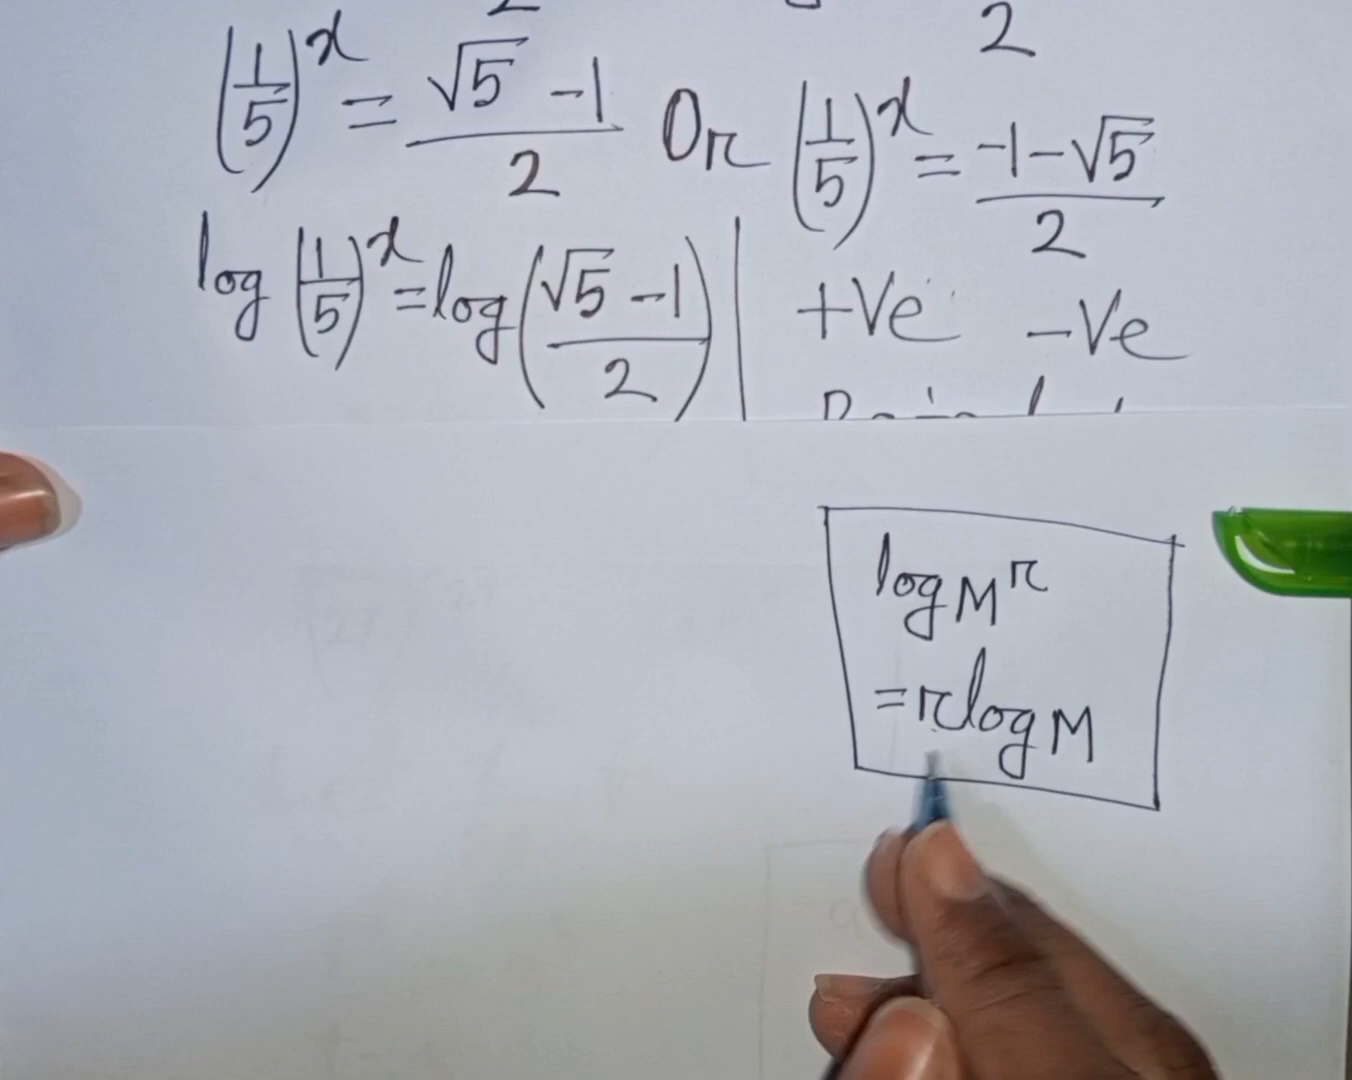 2
(1/5)^x = (√5 -1)/2 Or (1/5)^x = (-1-√5)/2
log (1/5)^x = log ((√5 -1)/2) | +Ve -Ve
log M^r
= r log M